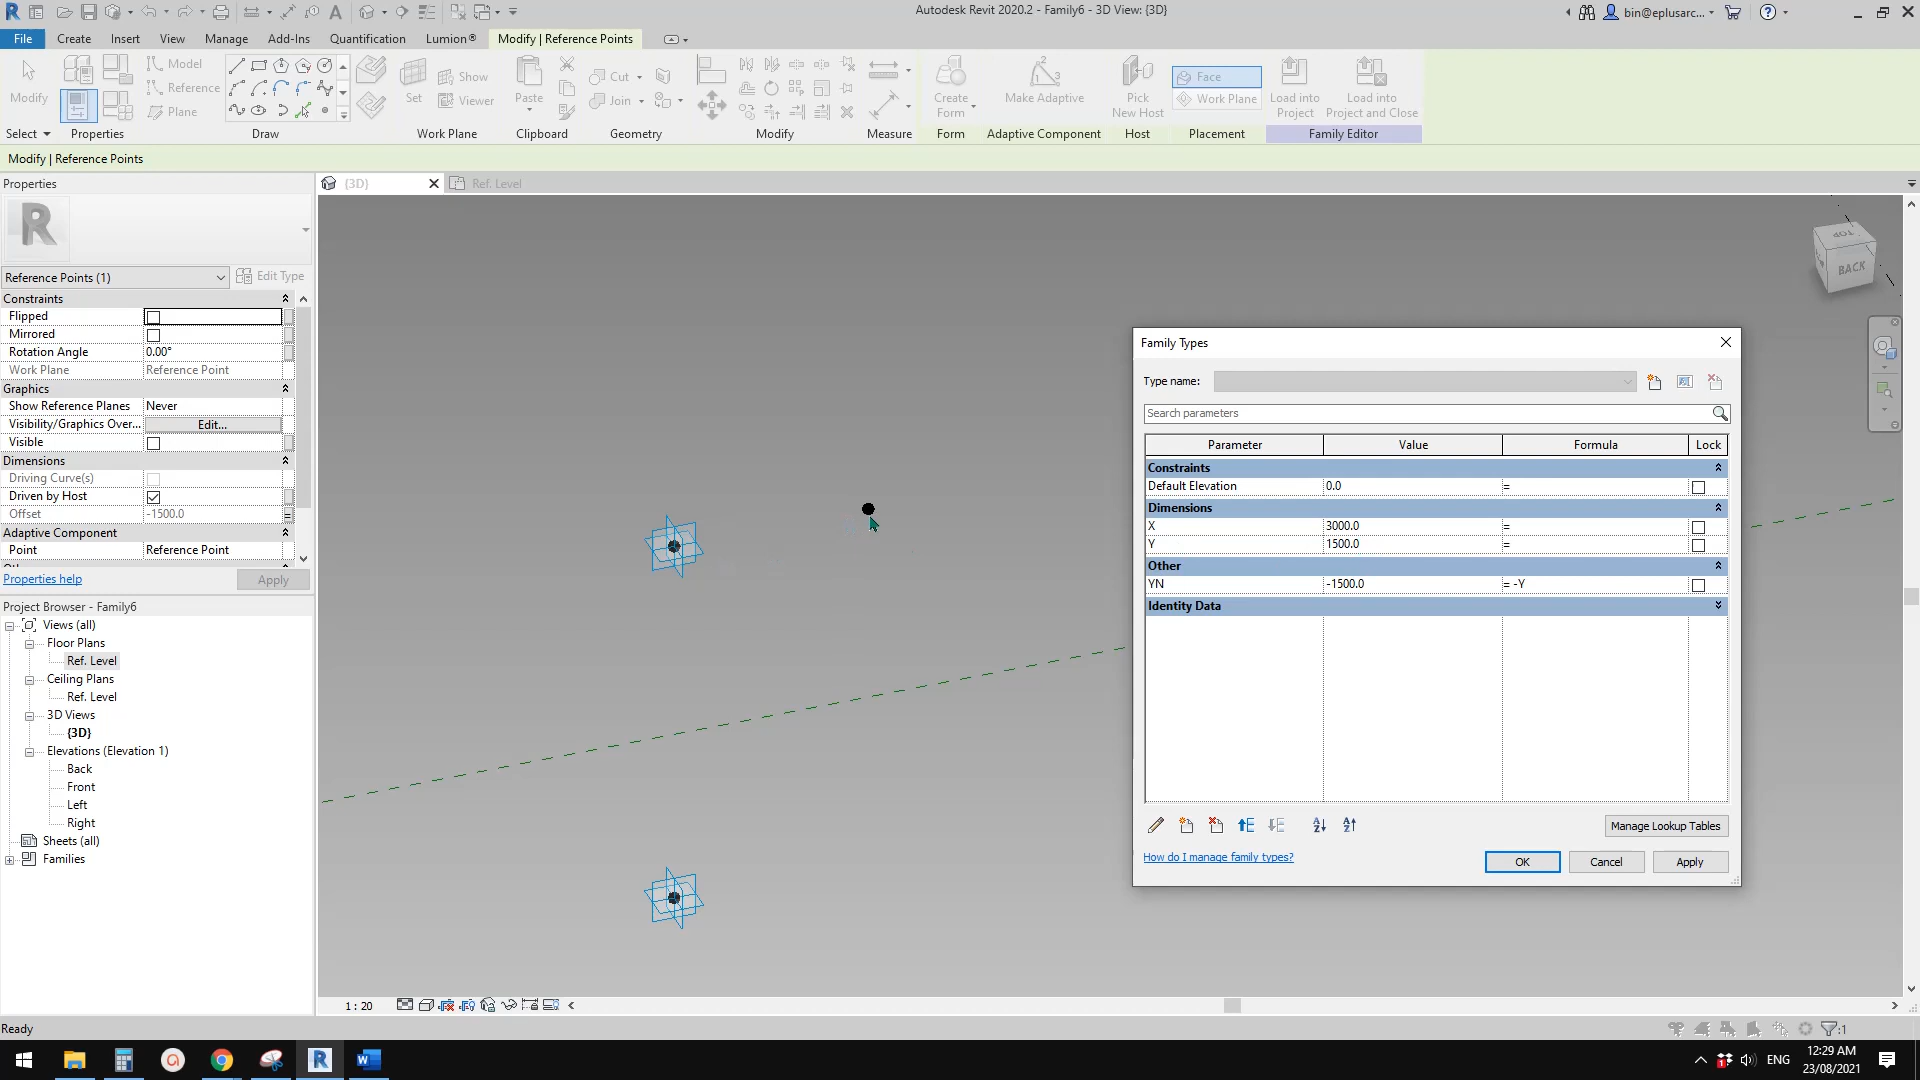 Autodesk Revit 2020.2 - Family6 - 3D View: {3D}
bin@eplusarc...
File
Create
Insert
View
Manage
Add-Ins
Quantification
Lumion®
Modify | Reference Points
Modify
Model
Reference
Plane
Set
Show
Viewer
Paste
Cut
Join
Create
Form
Make Adaptive
Pick
New Host
Face
Work Plane
Load into
Project
Load into
Project and Close
Select
Properties
Draw
Work Plane
Clipboard
Geometry
Modify
Measure
Form
Adaptive Component
Host
Placement
Family Editor
Modify | Reference Points
Properties
{3D}
Ref. Level
R
Reference Points (1)
Edit Type
Constraints
Flipped
Mirrored
Rotation Angle 0.00°
Work Plane Reference Point
Graphics
Show Reference Planes Never
Visibility/Graphics Over... Edit...
Visible
Dimensions
Driving Curve(s)
Driven by Host
Offset -1500.0 =
Adaptive Component
Point Reference Point
Properties help
Apply
Project Browser - Family6
Views (all)
Floor Plans
Ref. Level
Ceiling Plans
Ref. Level
3D Views
{3D}
Elevations (Elevation 1)
Back
Front
Left
Right
Sheets (all)
Families
TOP
BACK
Family Types
Type name:
Search parameters
Parameter Value Formula Lock
Constraints
Default Elevation 0.0 =
Dimensions
X 3000.0 =
Y 1500.0 =
Other
YN -1500.0 = -Y
Identity Data
Manage Lookup Tables
How do I manage family types?
OK
Cancel
Apply
1 : 20
Ready
:1
ENG
12:29 AM
23/08/2021